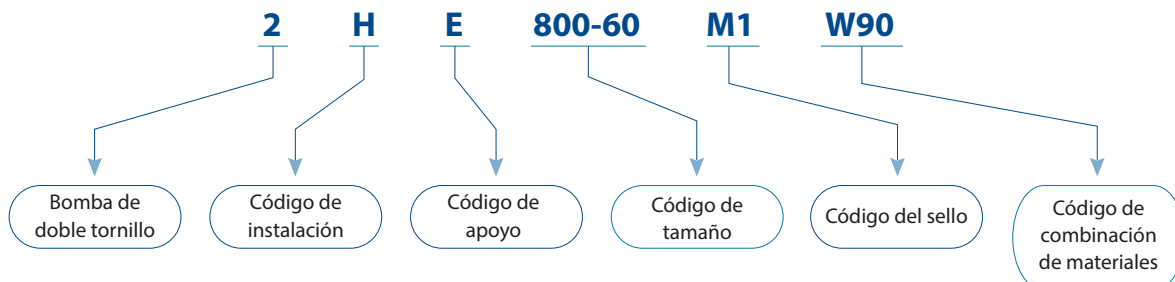 2 H E 800-60 M1 W90
Bomba de
doble tornillo
Código de
instalación
Código de
apoyo
Código de
tamaño
Código del sello
Código de
combinación
de materiales